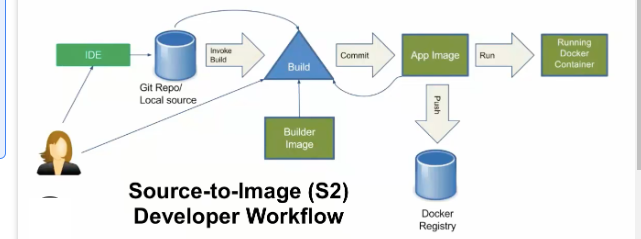 IDE
Git Repo/
Local source
Invoke
Build
Build
Commit
App Image
Run
Running
Docker
Container
Push
Builder
Image
Source-to-Image (S2)
Developer Workflow
Docker
Registry